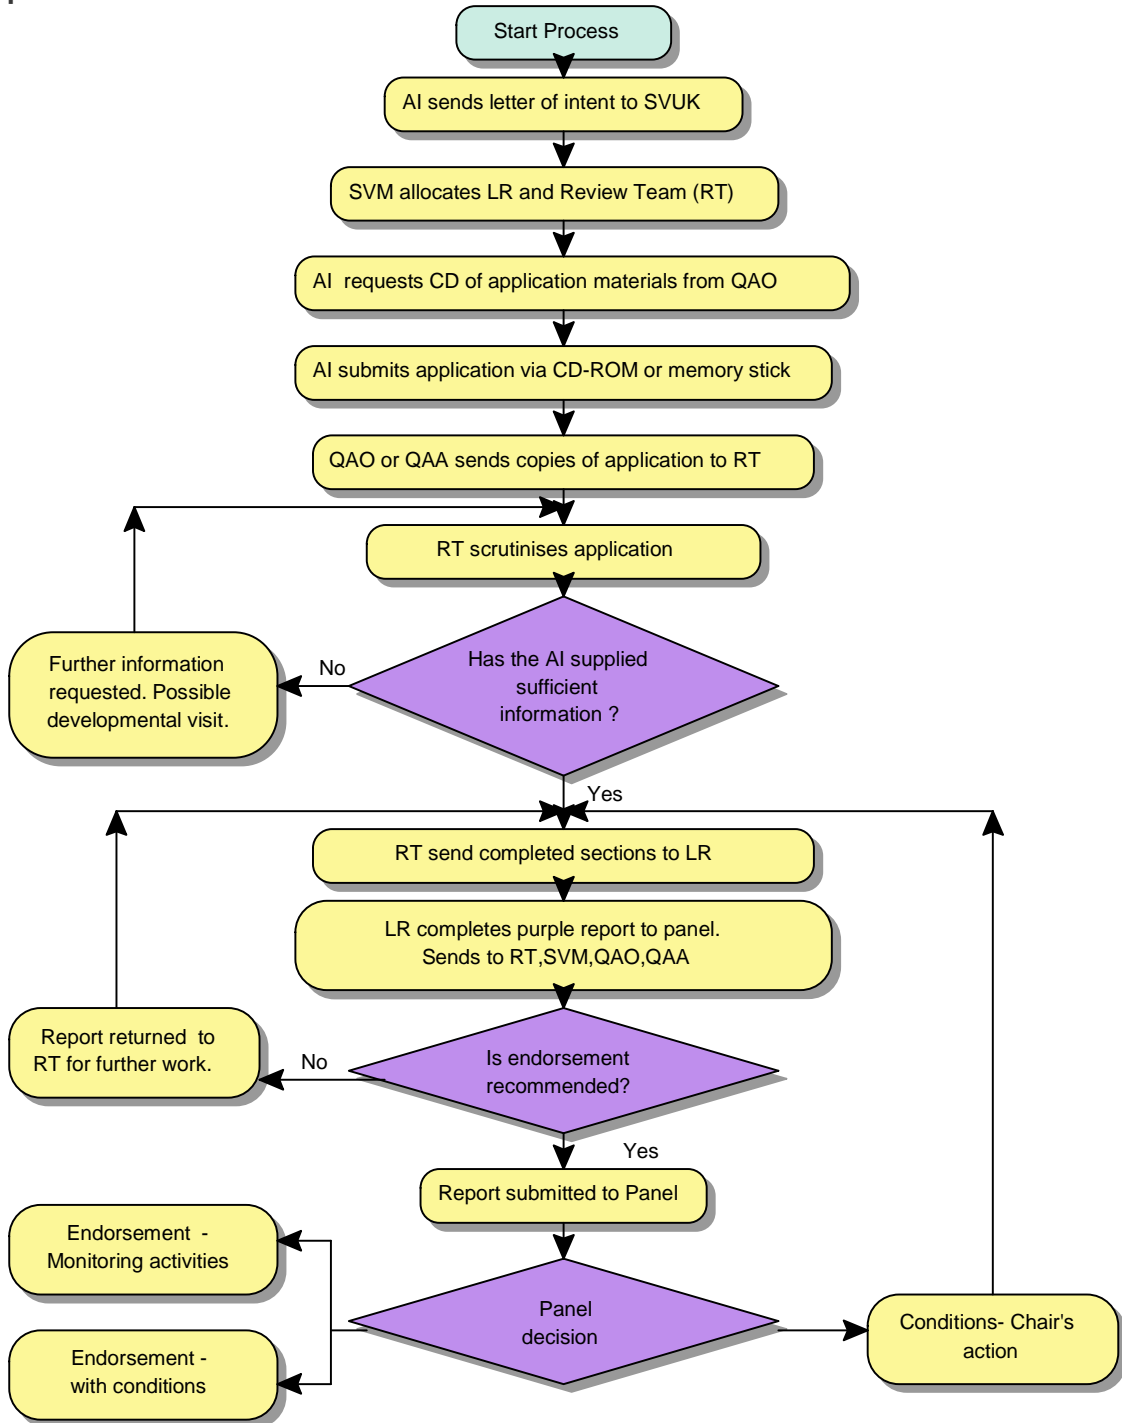 Start Process
AI sends letter of intent to SVUK
SVM allocates LR and Review Team (RT)
AI requests CD of application materials from QAO
AI submits application via CD-ROM or memory stick
QAO or QAA sends copies of application to RT
RT scrutinises application
Has the AI supplied
sufficient
information ?
No
Further information
requested. Possible
developmental visit.
Yes
RT send completed sections to LR
LR completes purple report to panel.
Sends to RT,SVM,QAO,QAA
Is endorsement
recommended?
No
Report returned to
RT for further work.
Yes
Report submitted to Panel
Panel
decision
Endorsement -
Monitoring activities
Endorsement -
with conditions
Conditions- Chair's
action